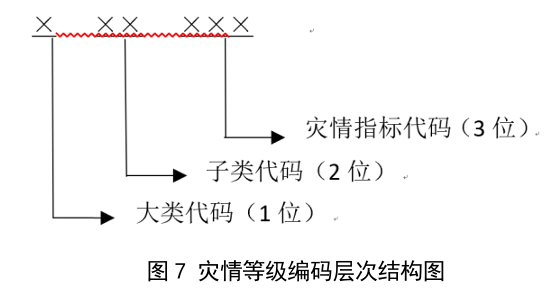 × ×× ×××
灾情指标代码（3 位）
子类代码（2 位）
大类代码（1 位）
图 7 灾情等级编码层次结构图